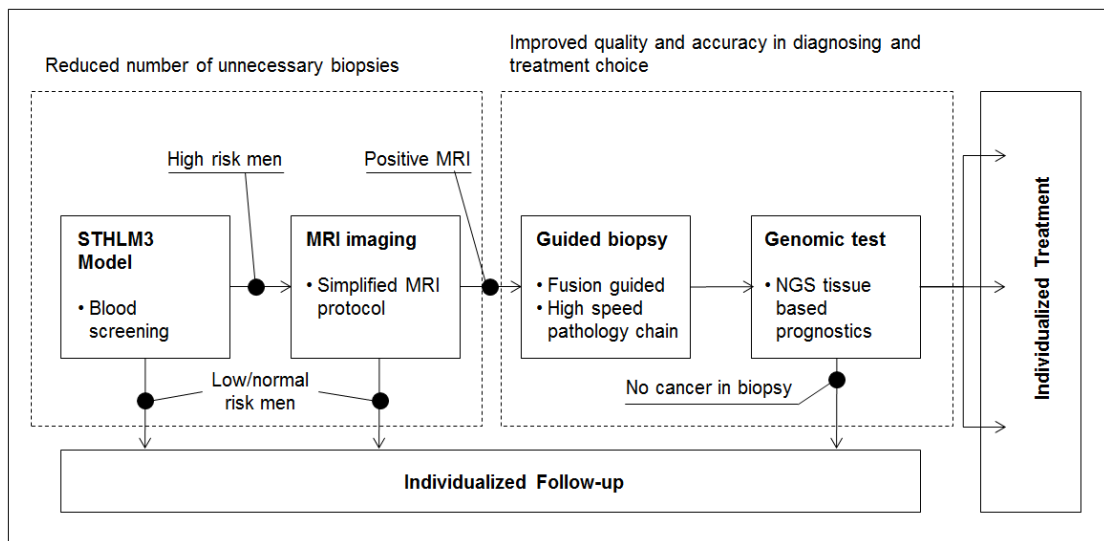 Reduced number of unnecessary biopsies
Improved quality and accuracy in diagnosing and
treatment choice
High risk men
Positive MRI
STHLM3
Model
• Blood
screening
MRI imaging
• Simplified MRI
protocol
Guided biopsy
• Fusion guided
• High speed
pathology chain
Genomic test
• NGS tissue
based
prognostics
Low/normal
risk men
No cancer in biopsy
Individualized Follow-up
Individualized Treatment